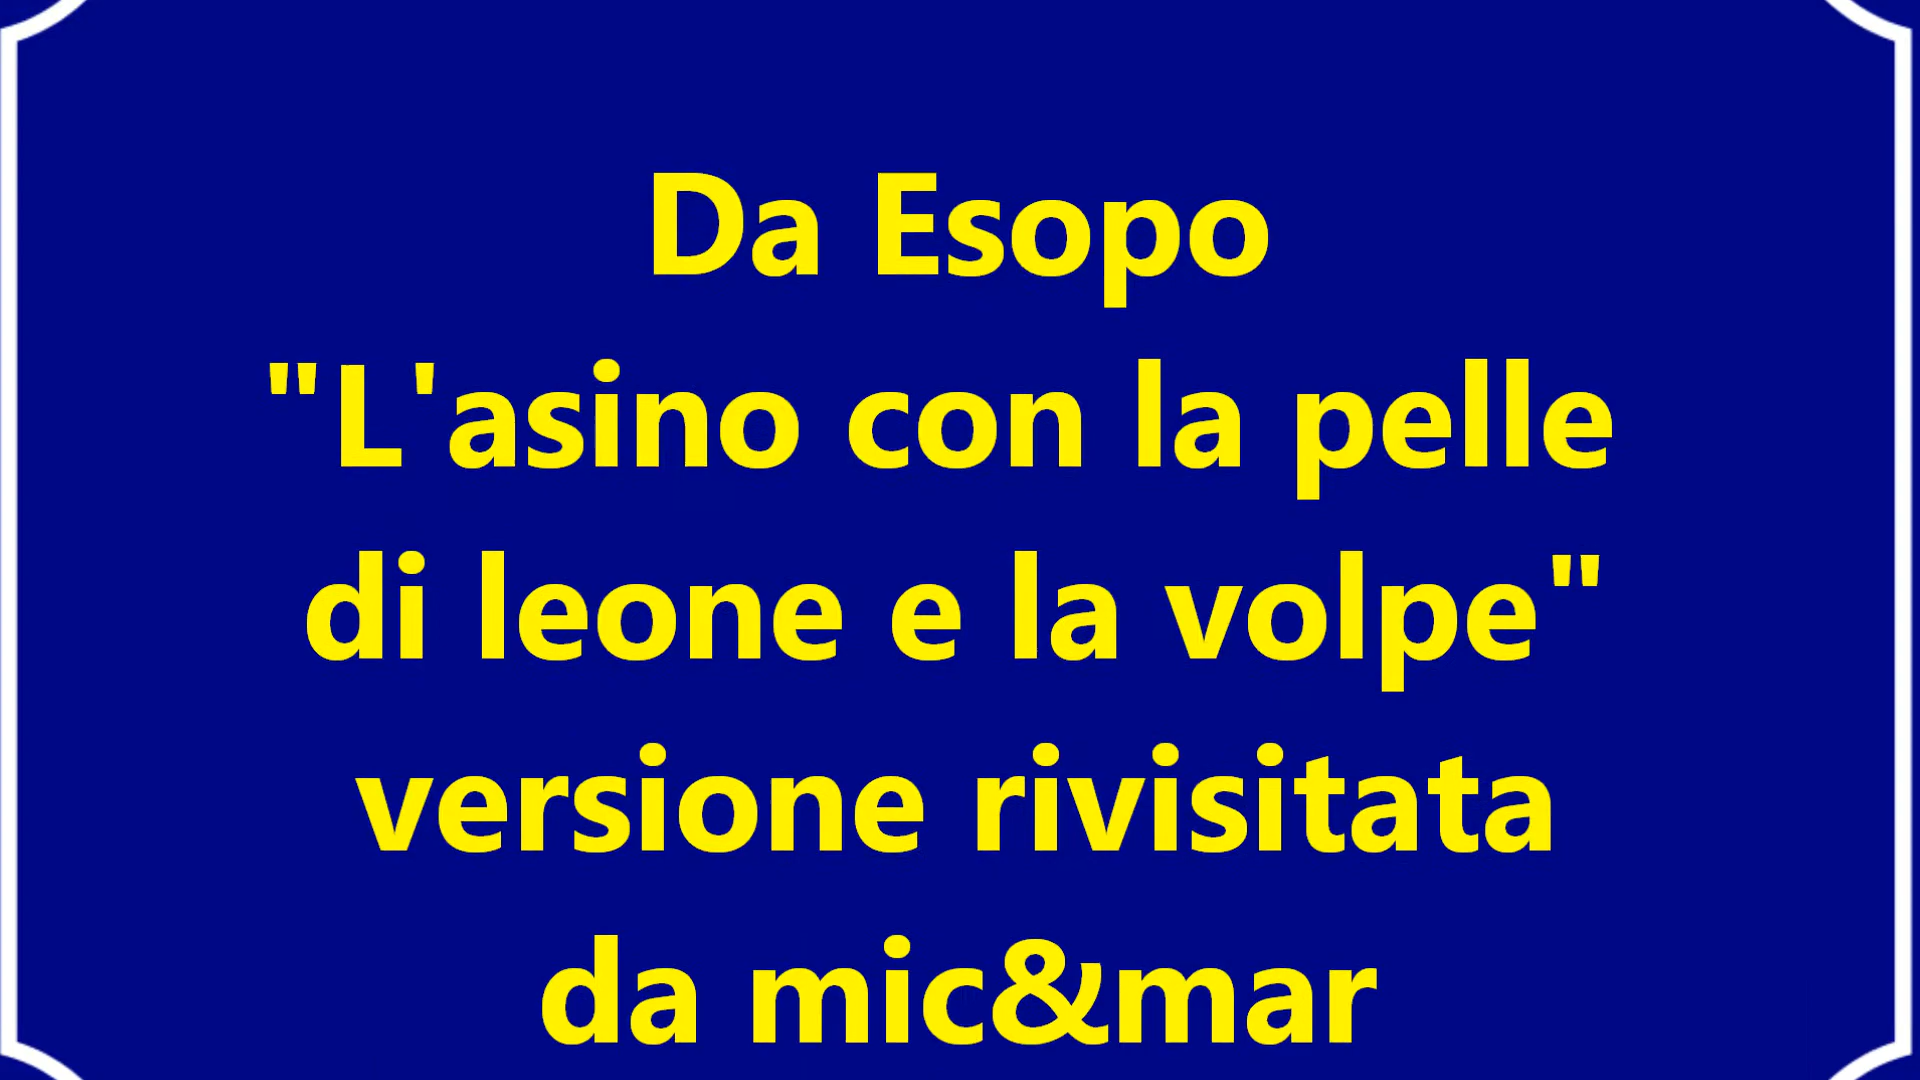 Da Esopo
"L'asino con la pelle
di leone e la volpe"
versione rivisitata
da mic&mar